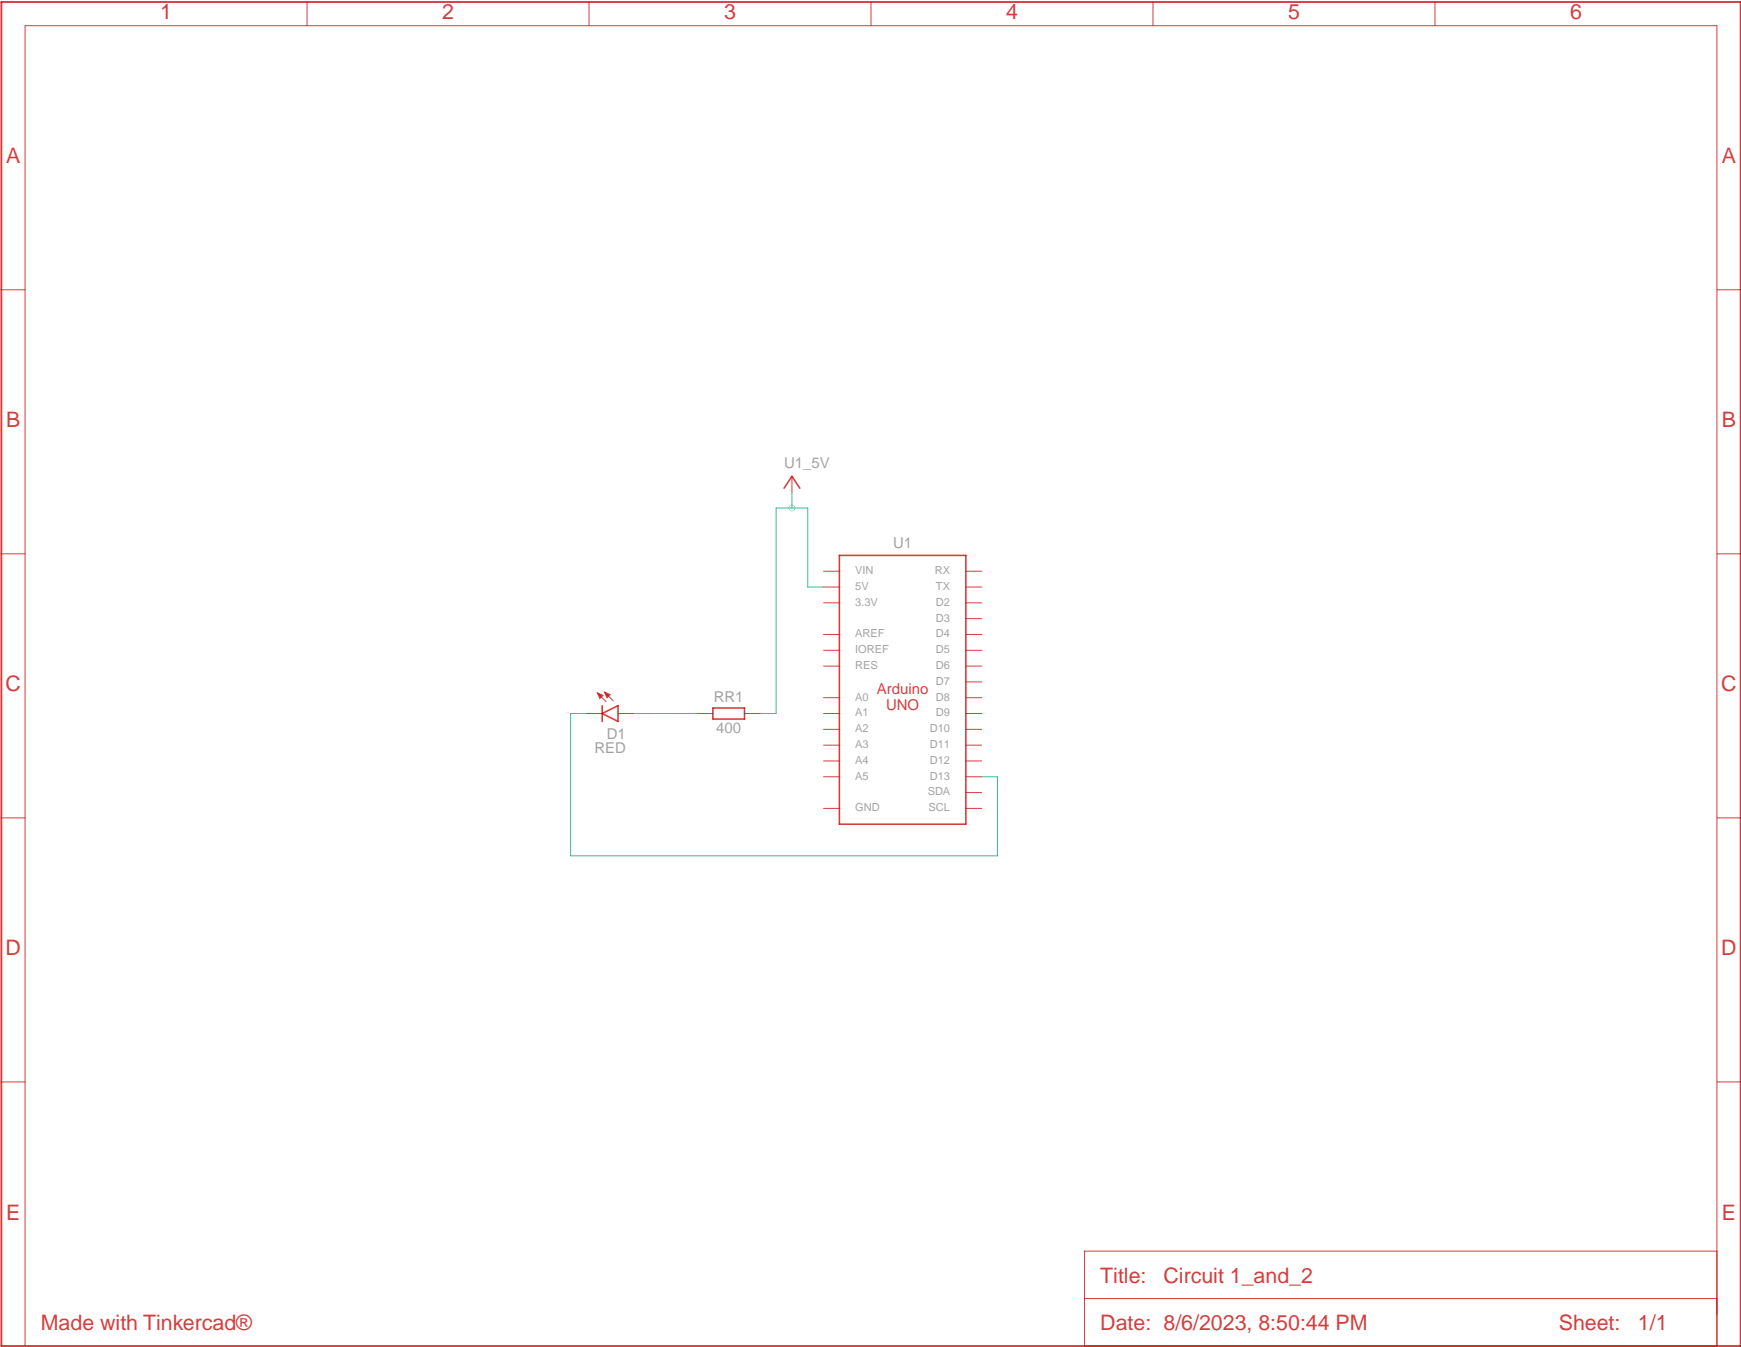 1 2 3 4 5 6
A A
B B
U1_5V
U1
VIN RX
5V TX
3.3V D2
D3
AREF D4
IOREF D5
RES D6
D7
C C
Arduino
UNO
A0 D8
A1 D9
A2 D10
A3 D11
A4 D12
A5 D13
SDA
GND SCL
RR1
400
D1
RED
D D
E E
Title: Circuit 1_and_2
Made with Tinkercad®
Date: 8/6/2023, 8:50:44 PM Sheet: 1/1